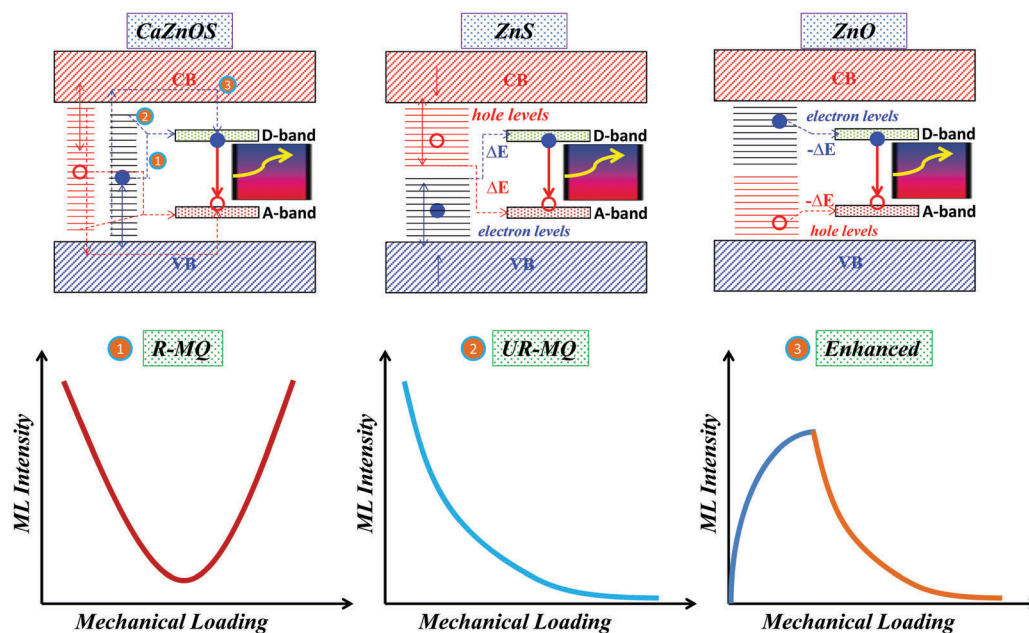 CaZnOS
ZnS
ZnO
CB
CB
CB
3
2
1
D-band
A-band
VB
hole levels
D-band
ΔE
ΔE
A-band
electron levels
VB
electron levels
D-band
-ΔE
-ΔE
A-band
hole levels
VB
1 R-MQ
2 UR-MQ
3 Enhanced
ML Intensity
ML Intensity
ML Intensity
Mechanical Loading
Mechanical Loading
Mechanical Loading